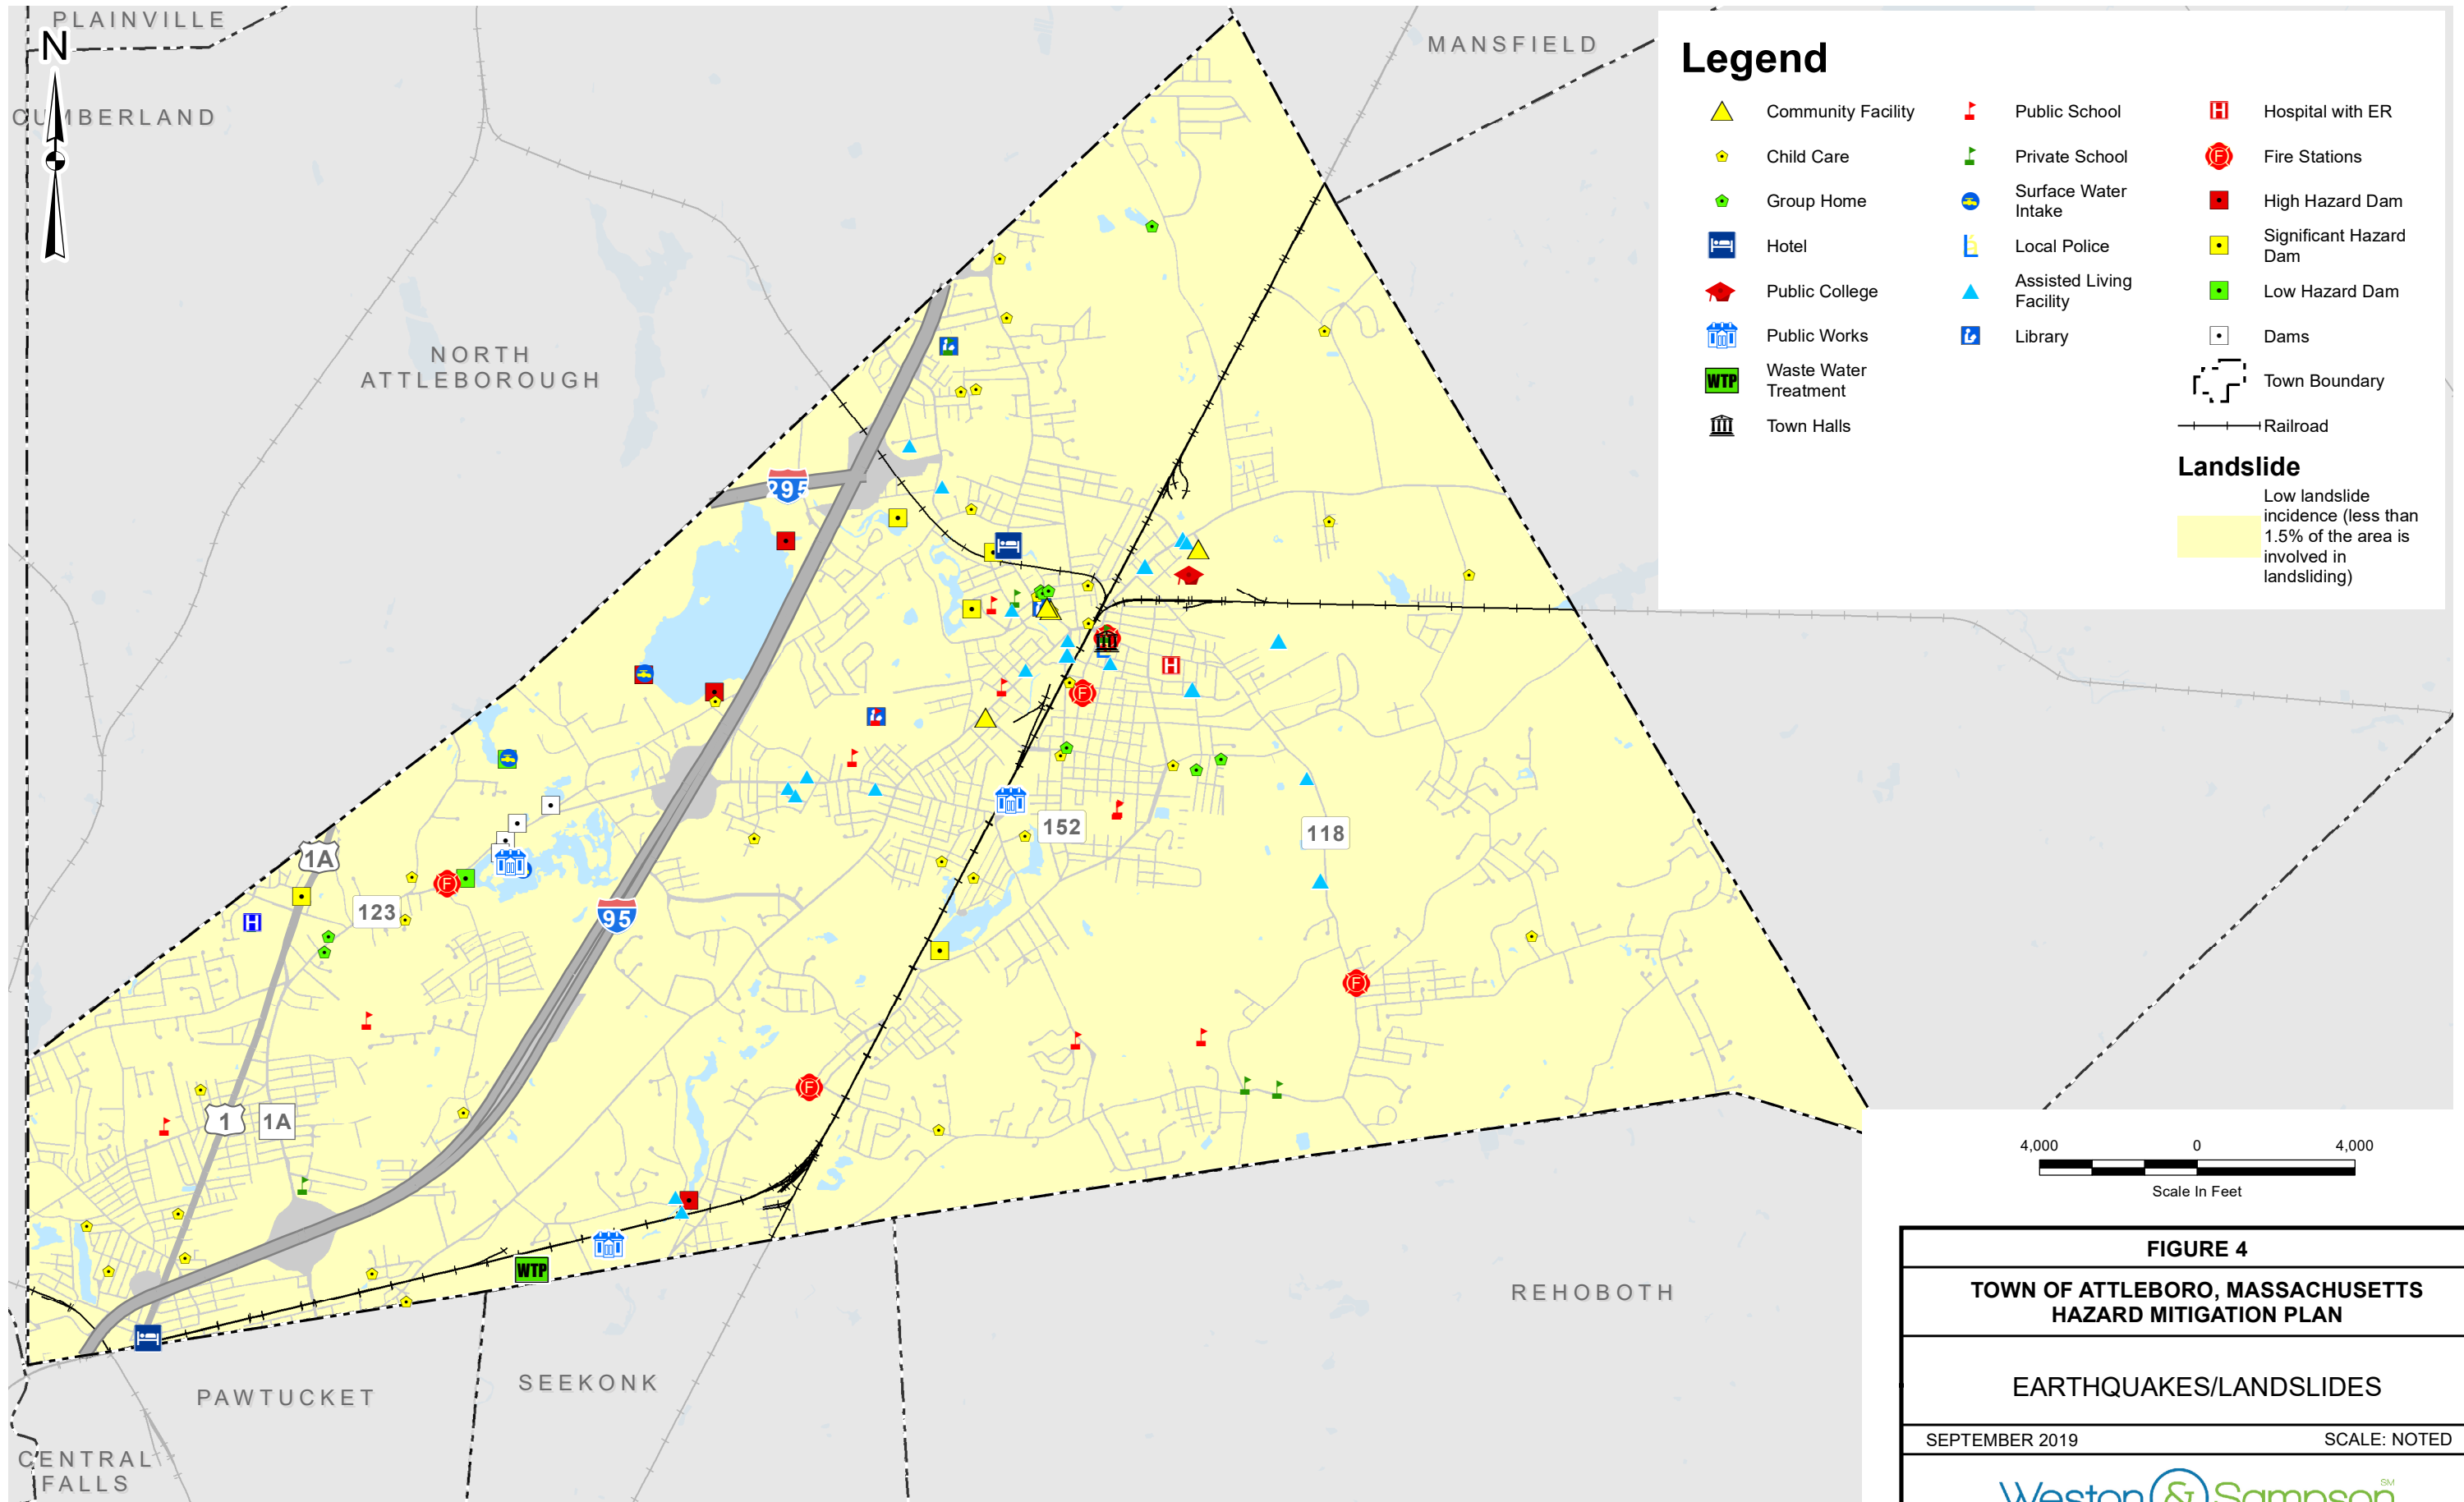 PLAINVILLE
N
CUMBERLAND
MANSFIELD
NORTH
ATTLEBOROUGH
295
1A
123
95
152
118
1
1A
WTP
H
H
F
F
F
F
REHOBOTH
SEEKONK
PAWTUCKET
CENTRAL
FALLS
Legend
Community Facility
Child Care
Group Home
Hotel
Public College
Public Works
WTP
Waste Water
Treatment
Town Halls
Public School
Private School
Surface Water
Intake
Local Police
Assisted Living
Facility
Library
H
Hospital with ER
F
Fire Stations
High Hazard Dam
Significant Hazard
Dam
Low Hazard Dam
Dams
Town Boundary
Railroad
Landslide
Low landslide
incidence (less than
1.5% of the area is
involved in
landsliding)
4,000 0 4,000
Scale In Feet
FIGURE 4
TOWN OF ATTLEBORO, MASSACHUSETTS
HAZARD MITIGATION PLAN
EARTHQUAKES/LANDSLIDES
SEPTEMBER 2019 SCALE: NOTED
Weston & Sampson SM